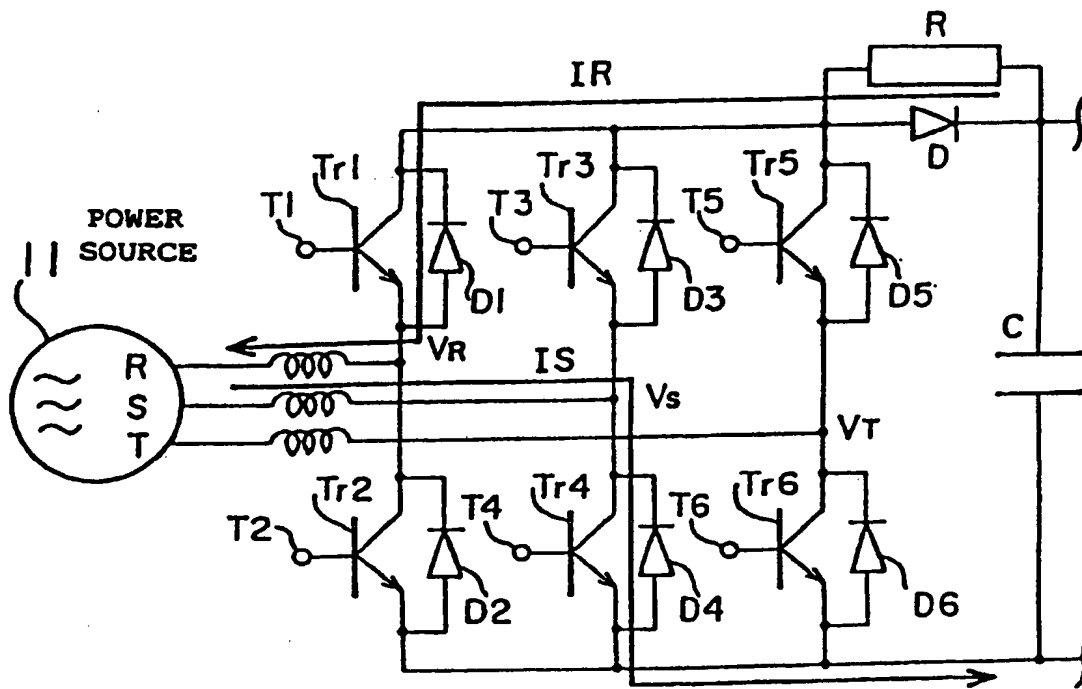 R
IR
D
Tr1
Tr3
Tr5
T1
T3
T5
POWER
SOURCE
11
D1
D3
D5
C
VR
IS
R
S
T
VS
VT
Tr2
Tr4
Tr6
T2
T4
T6
D2
D4
D6